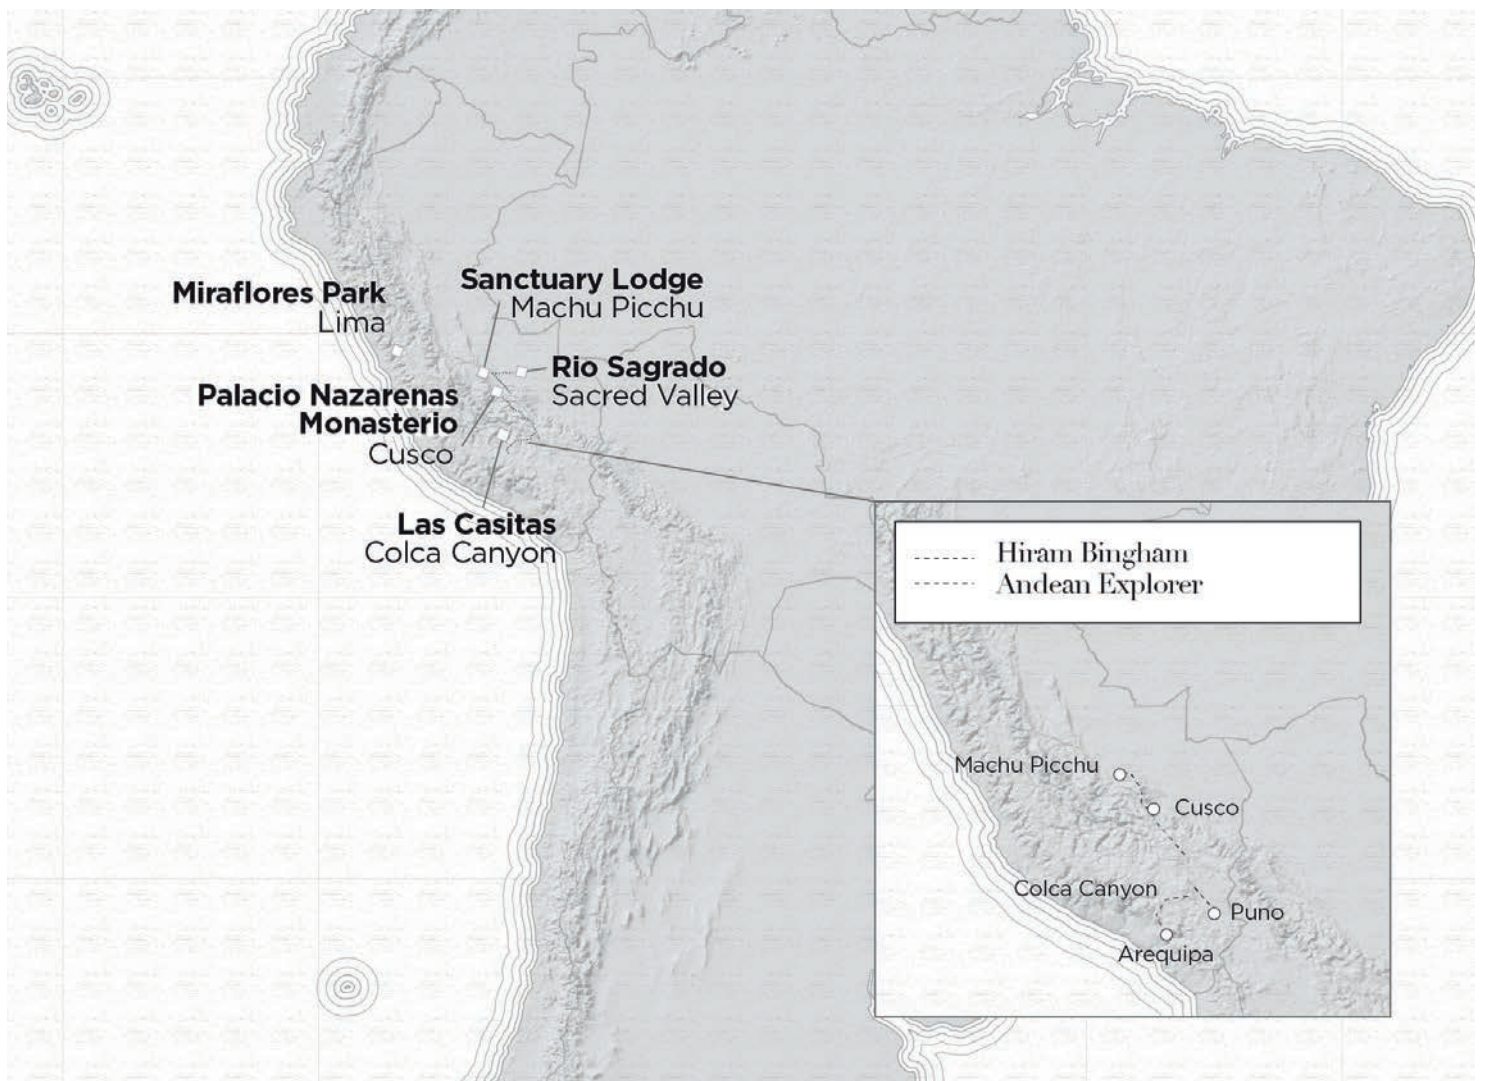 Miraflores Park
Lima
Sanctuary Lodge
Machu Picchu
Rio Sagrado
Sacred Valley
Palacio Nazarenas
Monasterio
Cusco
Las Casitas
Colca Canyon
Hiram Bingham
Andean Explorer
Machu Picchu
Cusco
Colca Canyon
Puno
Arequipa